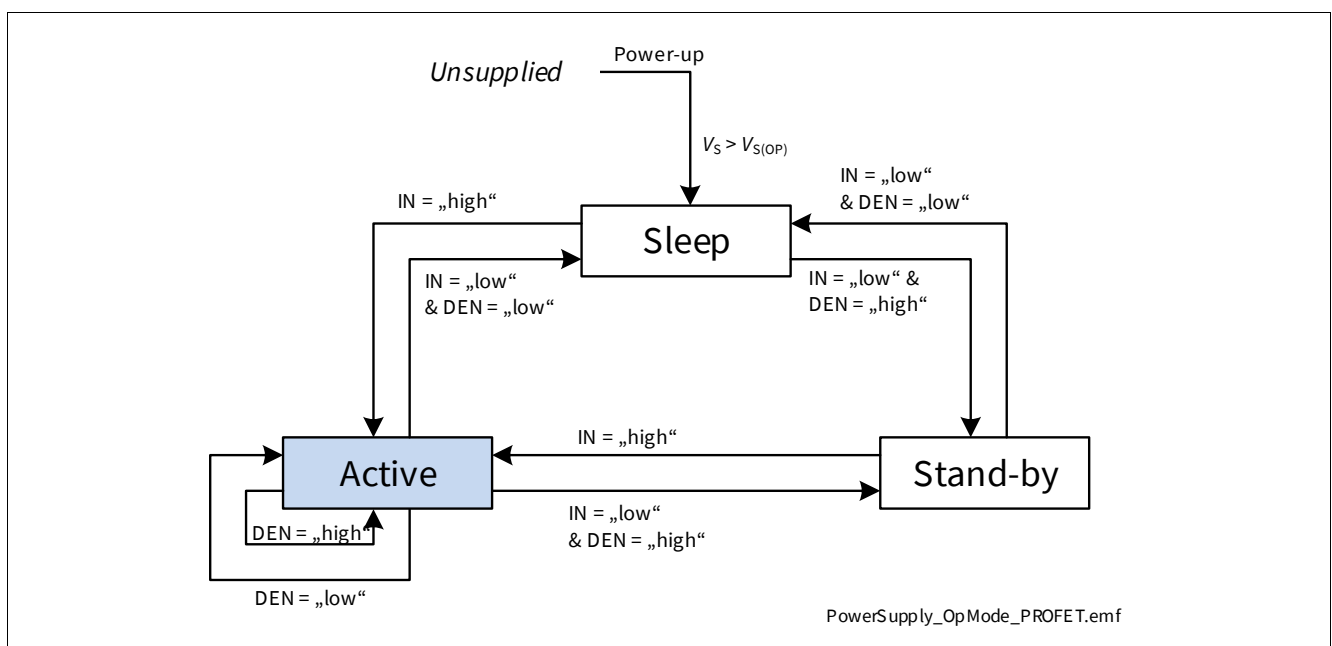 Power-up
Unsupplied
VS > VS(OP)
IN = „low“
& DEN = „low“
IN = „high“
Sleep
IN = „low“
& DEN = „low“
IN = „low“ &
DEN = „high“
IN = „high“
Active
Stand-by
IN = „low“
& DEN = „high“
DEN = „high“
DEN = „low“
PowerSupply_OpMode_PROFET.emf